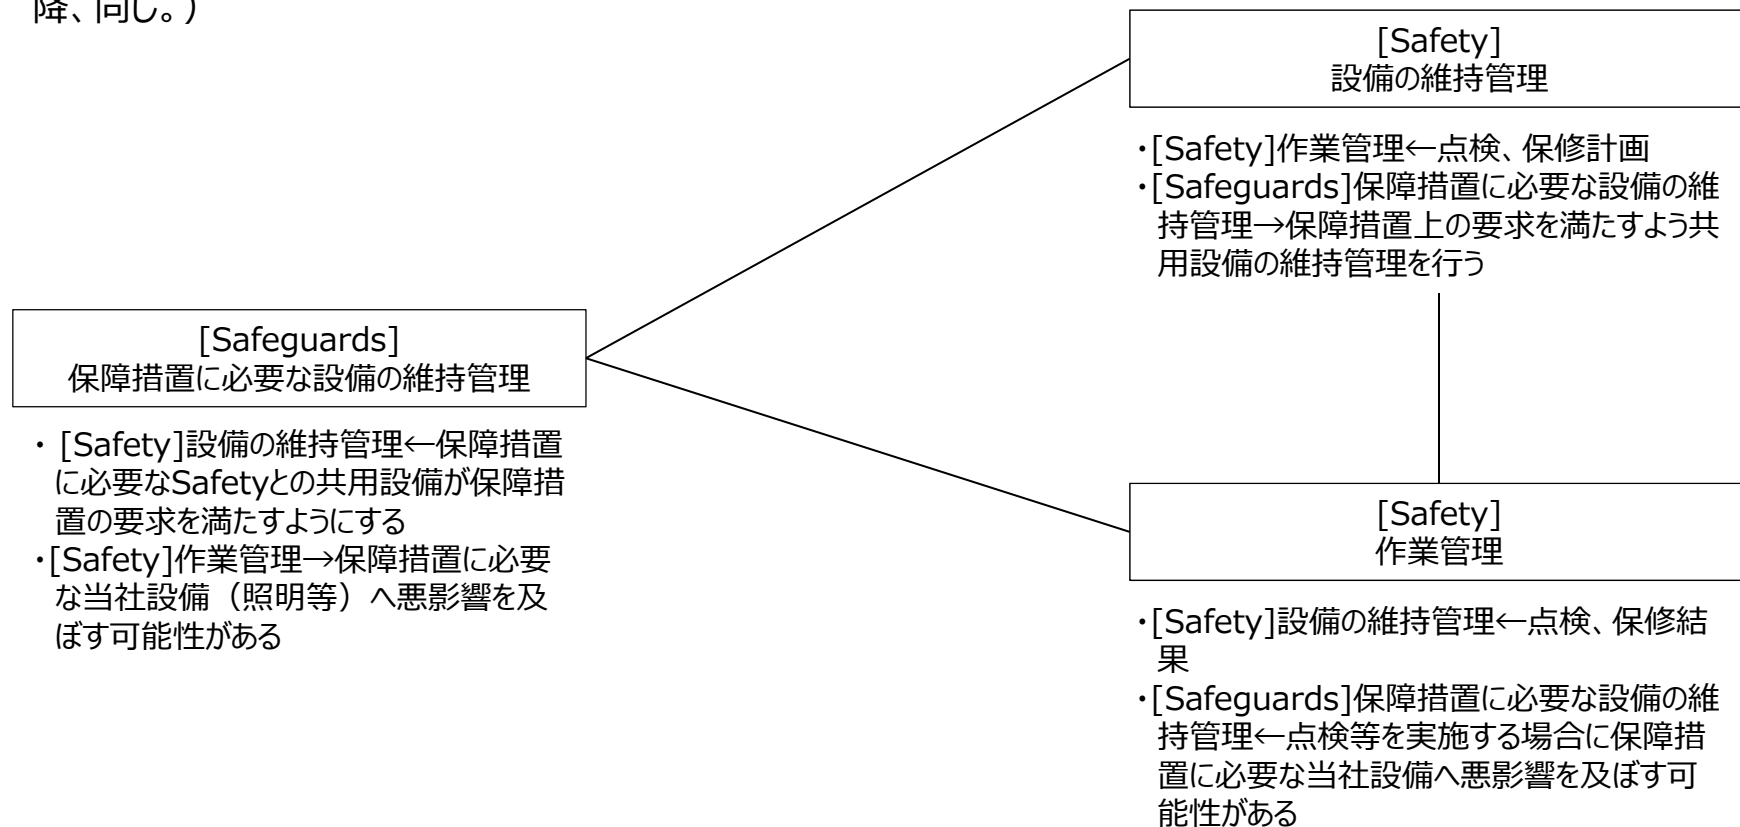 降、同じ。)
[Safety]
設備の維持管理
・[Safety]作業管理←点検、保修計画
・[Safeguards]保障措置に必要な設備の維
持管理→保障措置上の要求を満たすよう共
用設備の維持管理を行う
[Safeguards]
保障措置に必要な設備の維持管理
・ [Safety]設備の維持管理←保障措置
に必要なSafetyとの共用設備が保障措
置の要求を満たすようにする
・[Safety]作業管理→保障措置に必要
な当社設備（照明等）へ悪影響を及
ぼす可能性がある
[Safety]
作業管理
・[Safety]設備の維持管理←点検、保修結
果
・[Safeguards]保障措置に必要な設備の維
持管理←点検等を実施する場合に保障措
置に必要な当社設備へ悪影響を及ぼす可
能性がある